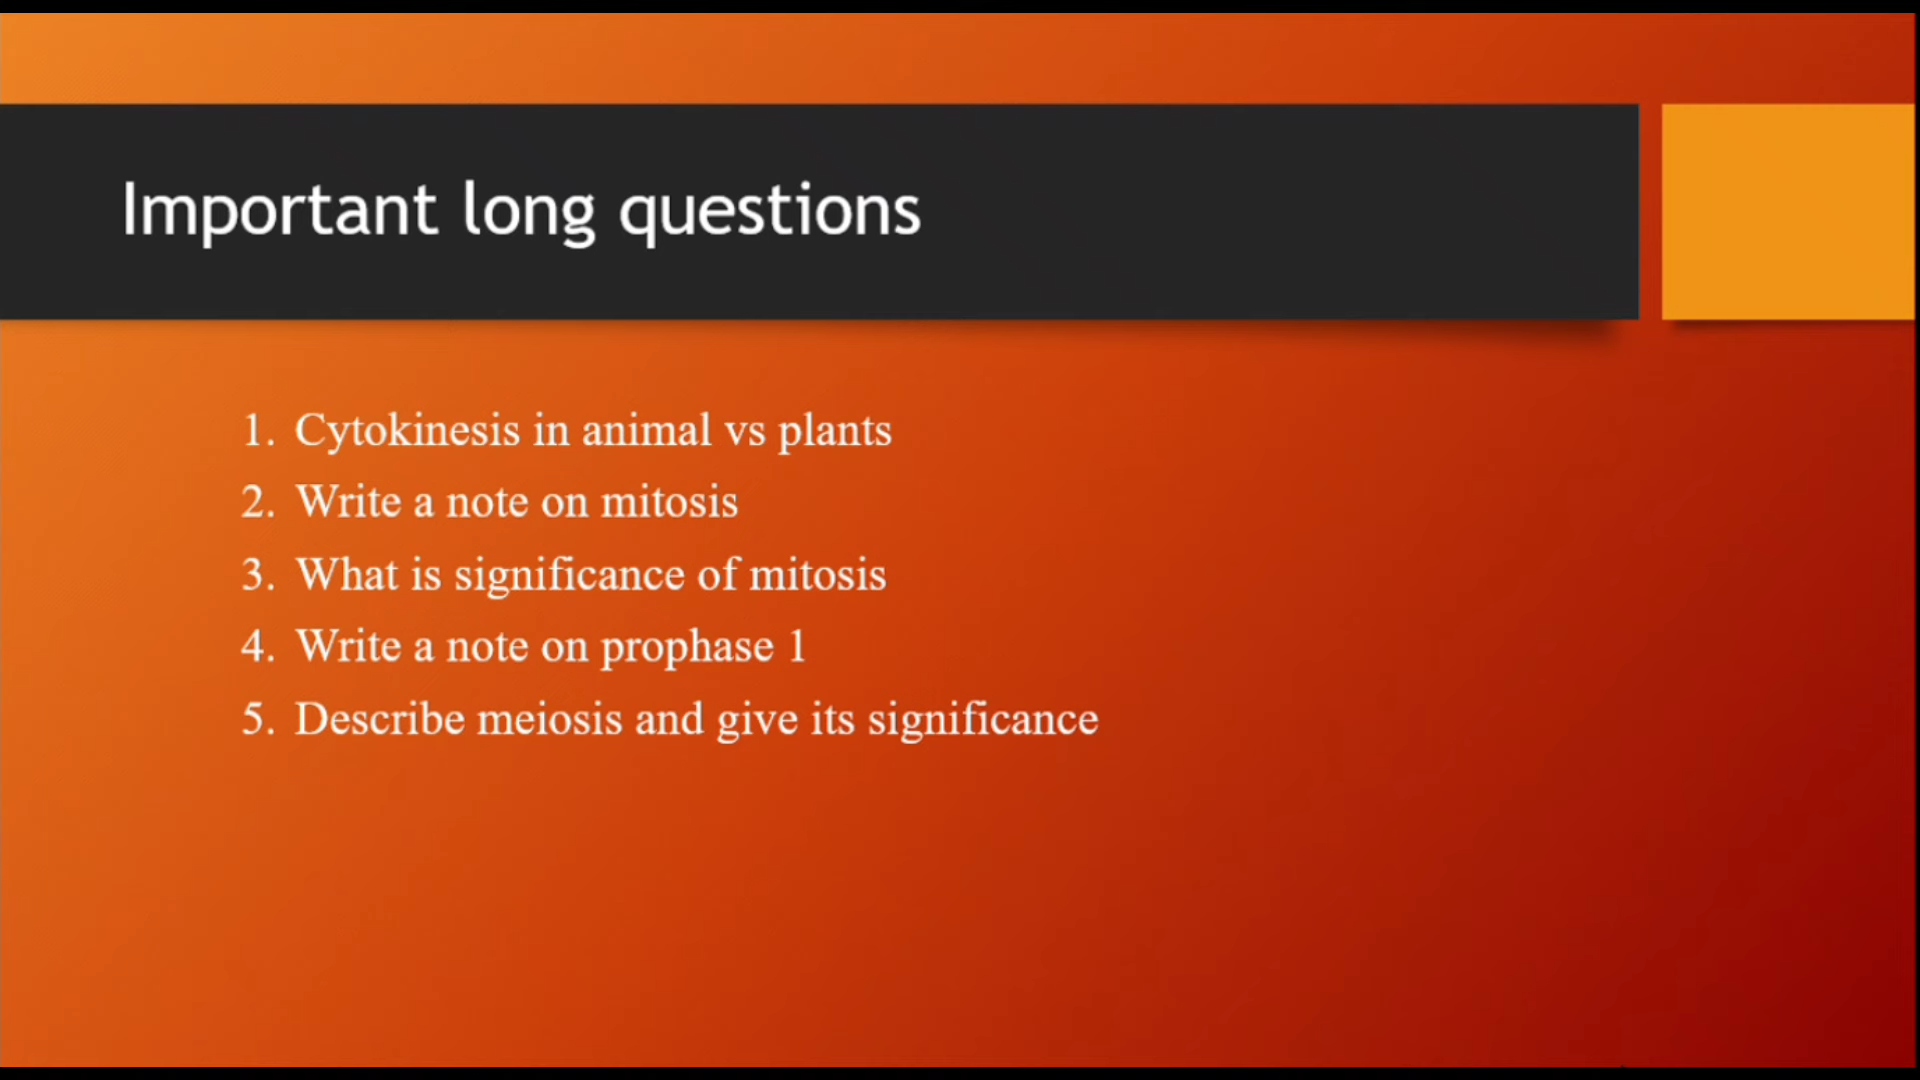 Important long questions
1. Cytokinesis in animal vs plants
2. Write a note on mitosis
3. What is significance of mitosis
4. Write a note on prophase 1
5. Describe meiosis and give its significance